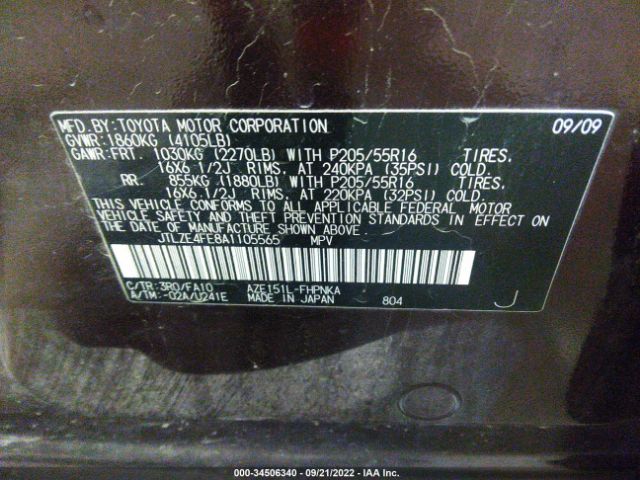 MFD. BY: TOYOTA MOTOR CORPORATION 09/09
GVWR: 1860KG (4105LB)
GAWR: FRT. 1030KG (2270LB) WITH P205/55R16 TIRES.
16X6 1/2J RIMS. AT 240KPA (35PSI) COLD.
RR. 855KG (1880LB) WITH P205/55R16 TIRES.
16X6 1/2J RIMS. AT 220KPA (32PSI) COLD.
THIS VEHICLE CONFORMS TO ALL APPLICABLE FEDERAL MOTOR
VEHICLE SAFETY AND THEFT PREVENTION STANDARDS IN EFFECT ON
THE DATE OF MANUFACTURE SHOWN ABOVE.
JTLZE4FE8A1105565 MPV
C/TR: 3R0/FA10 AZE151L-FHPNKA
A/TM: -02A/U241E MADE IN JAPAN 804 J
000-34506340 - 09/21/2022 - IAA Inc.